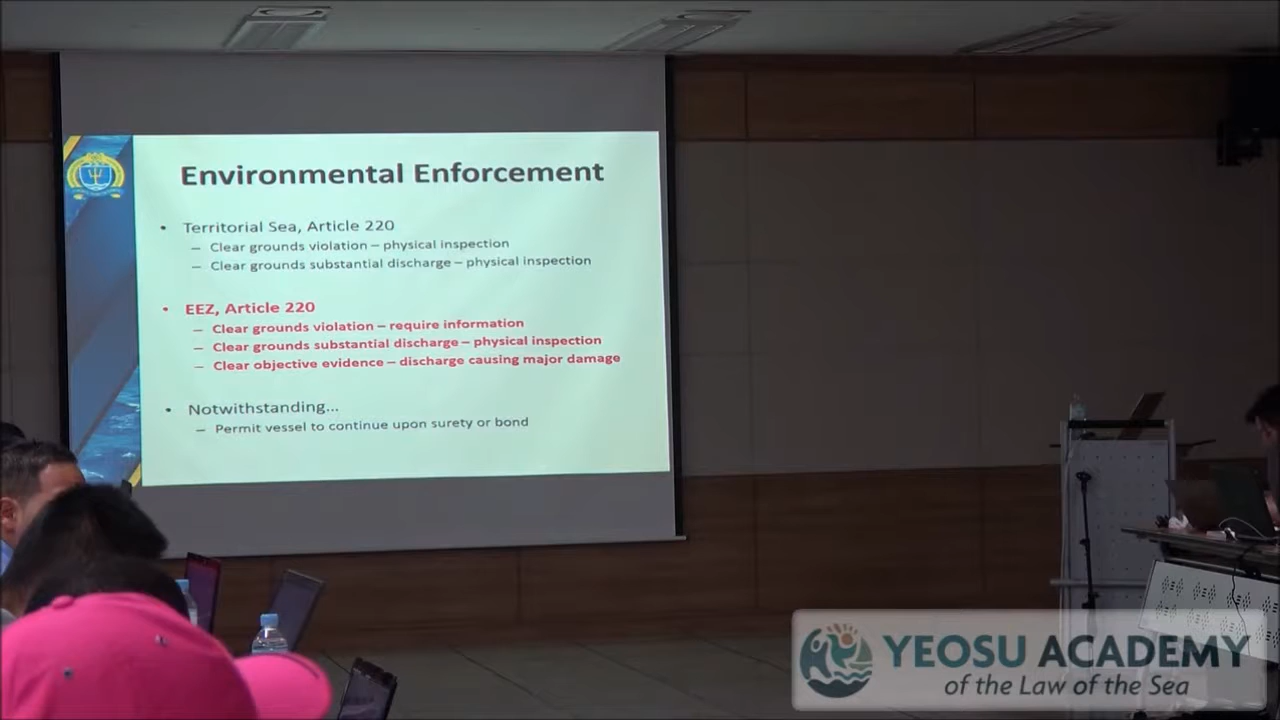 Environmental Enforcement
• Territorial Sea, Article 220
– Clear grounds violation – physical inspection
– Clear grounds substantial discharge – physical inspection
• EEZ, Article 220
– Clear grounds violation – require information
– Clear grounds substantial discharge – physical inspection
– Clear objective evidence – discharge causing major damage
• Notwithstanding...
– Permit vessel to continue upon surety or bond
YEOSU ACADEMY
of the Law of the Sea